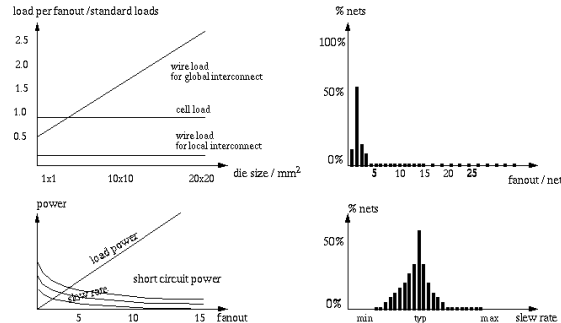 load per fanout /standard loads
2.5
2.0
1.5
1.0
0.5
wire load
for global interconnect
cell load
wire load
for local interconnect
1x1 10x10 20x20
die size / mm2
% nets
100%
50%
0%
5 10 15 20 25
fanout / net
power
load power
slew rate
short circuit power
5 10 15
fanout
% nets
50%
0%
min typ max
slew rate